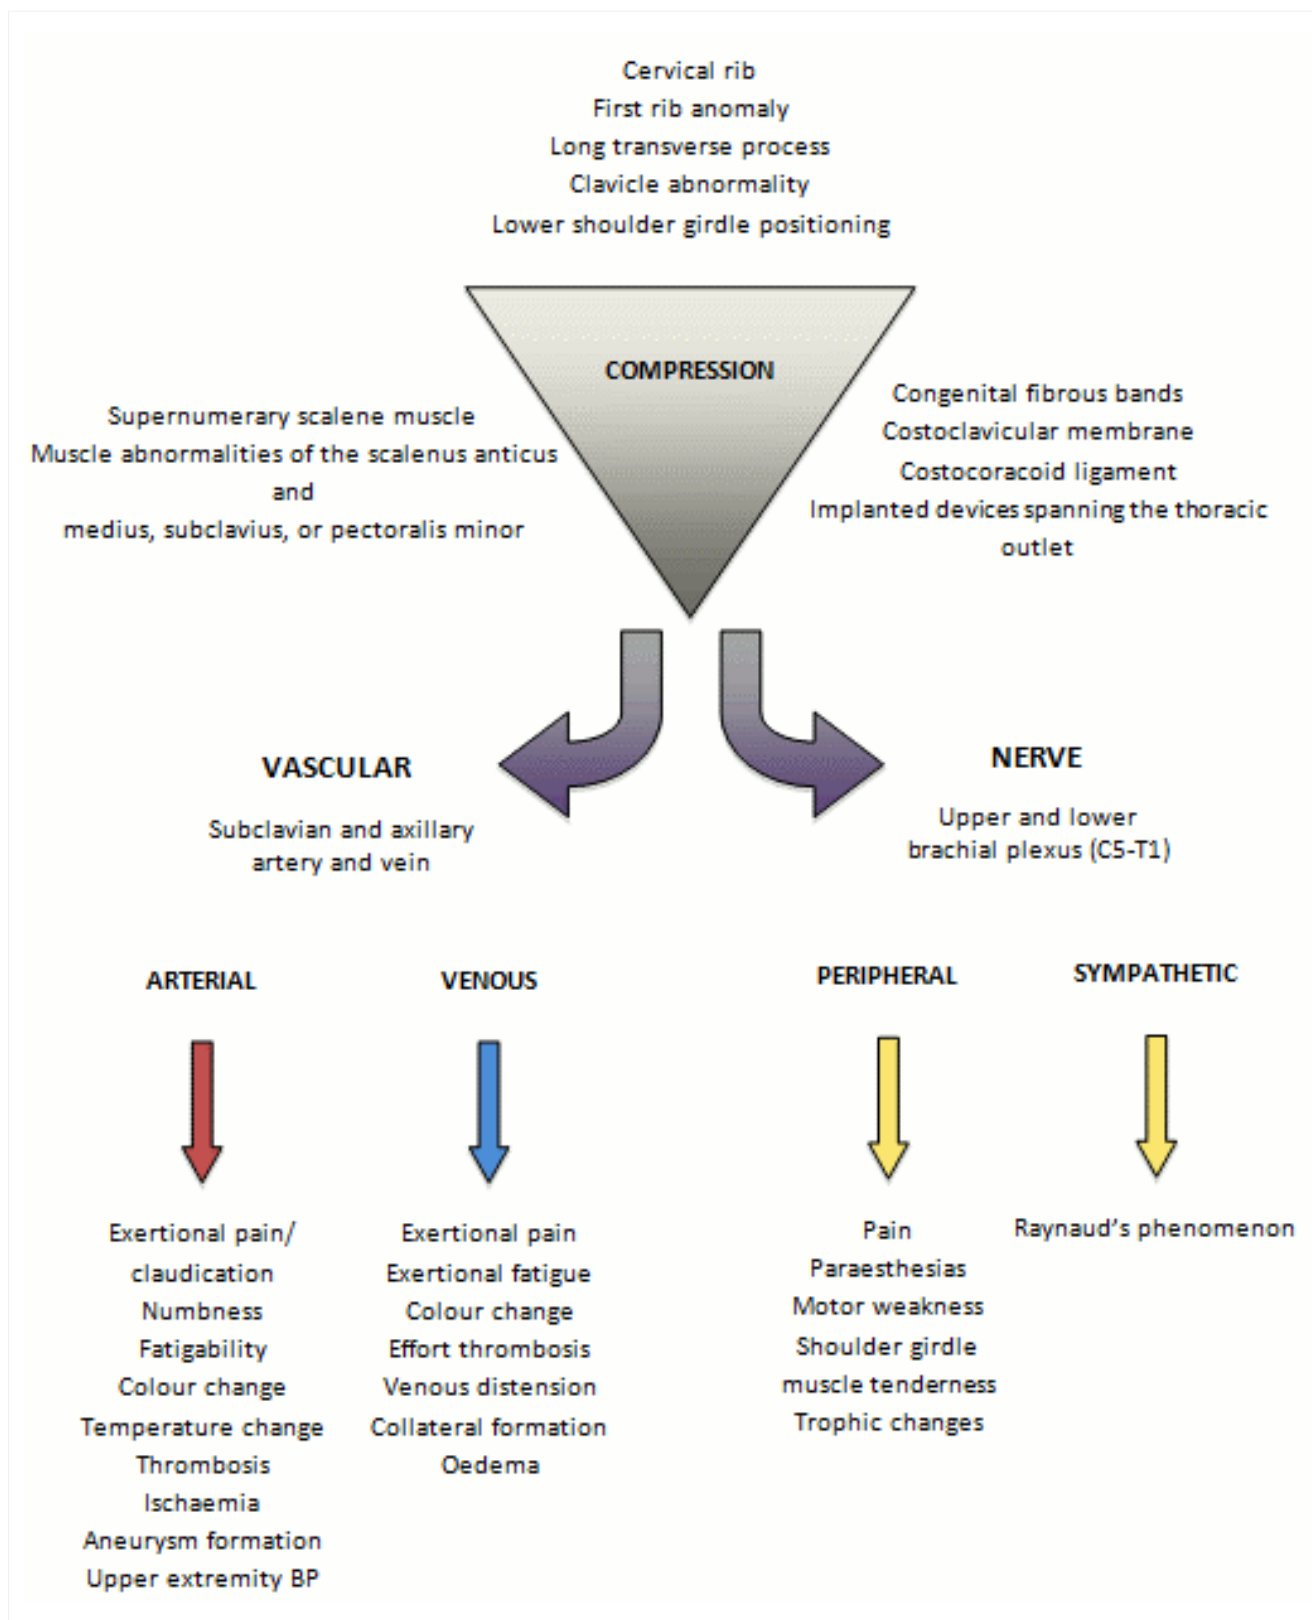 Cervical rib
First rib anomaly
Long transverse process
Clavicle abnormality
Lower shoulder girdle positioning
COMPRESSION
Supernumerary scalene muscle
Muscle abnormalities of the scalenus anticus
and
medius, subclavius, or pectoralis minor
Congenital fibrous bands
Costoclavicular membrane
Costocoracoid ligament
Implanted devices spanning the thoracic
outlet
VASCULAR
Subclavian and axillary
artery and vein
NERVE
Upper and lower
brachial plexus (C5-T1)
ARTERIAL
Exertional pain/
claudication
Numbness
Fatigability
Colour change
Temperature change
Thrombosis
Ischaemia
Aneurysm formation
Upper extremity BP
VENOUS
Exertional pain
Exertional fatigue
Colour change
Effort thrombosis
Venous distension
Collateral formation
Oedema
PERIPHERAL
Pain
Paraesthesias
Motor weakness
Shoulder girdle
muscle tenderness
Trophic changes
SYMPATHETIC
Raynaud's phenomenon